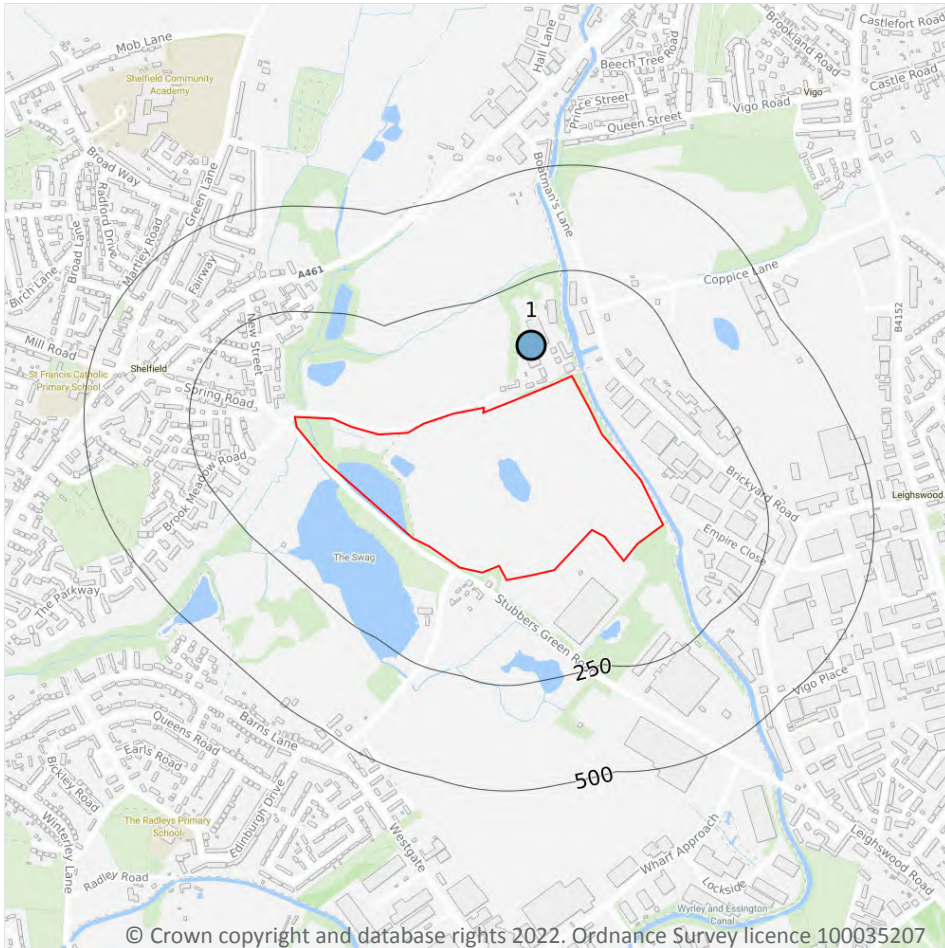 Mob Lane
Hall Lane
Castlefort Road
Brookland Road
Beech Tree Road
Castle Road
Shelfield Community
Academy
Prince Street
Vigo
Vigo Road
Queen Street
Broad Way
Boatman's Lane
Radford Drive
Green Lane
Broad Lane
Martley Road
Birch Lane
Fairway
A461
Coppice Lane
1
B4152
New Street
Mill Road
St Francis Catholic
Primary School
Shelfield
Spring Road
Brook Meadow Road
Brickyard Road
Leighswood
Empire Close
The Swag
The Parkway
Stubbers Green Ro
250
Vigo Place
Barns Lane
Queens Road
Earls Road
Bickley Road
500
Edinburgh Drive
The Radleys Primary
School
Westgate
Winterley Lane
Leighswood Road
Wharf Approach
Radley Road
Lockside
Wyrley and Essington
Canal
© Crown copyright and database rights 2022. Ordnance Survey licence 100035207